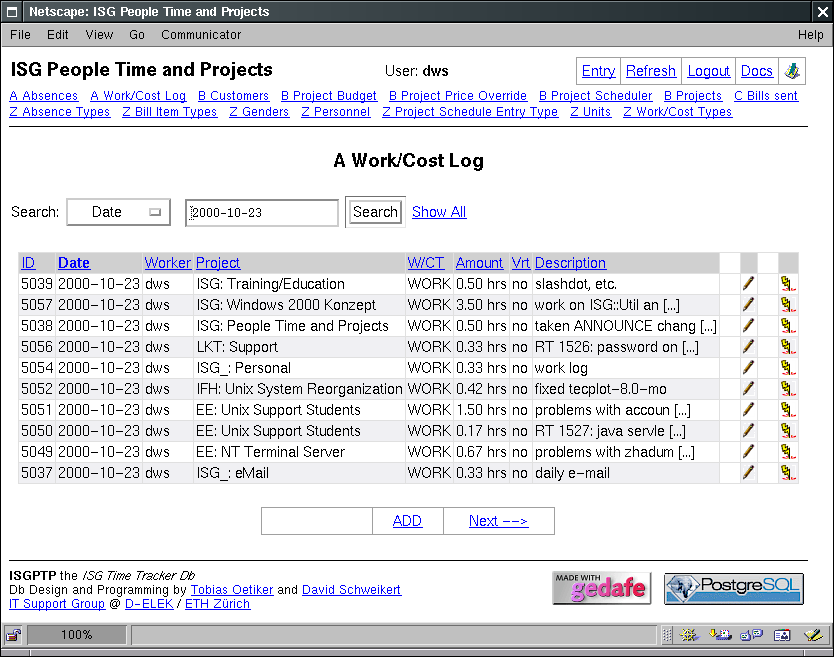 Netscape: ISG People Time and Projects
File Edit View Go Communicator Help
ISG People Time and Projects User: dws Entry Refresh Logout Docs
A Absences A Work/Cost Log B Customers B Project Budget B Project Price Override B Project Scheduler B Projects C Bills sent
Z Absence Types Z Bill Item Types Z Genders Z Personnel Z Project Schedule Entry Type Z Units Z Work/Cost Types
A Work/Cost Log
Search: Date 2000-10-23 Search Show All
ID Date Worker Project W/CT Amount Vrt Description
5039 2000-10-23 dws ISG: Training/Education WORK 0.50 hrs no slashdot, etc.
5057 2000-10-23 dws ISG: Windows 2000 Konzept WORK 3.50 hrs no work on ISG::Util an [...]
5038 2000-10-23 dws ISG: People Time and Projects WORK 0.50 hrs no taken ANNOUNCE chang [...]
5056 2000-10-23 dws LKT: Support WORK 0.33 hrs no RT 1526: password on [...]
5054 2000-10-23 dws ISG_: Personal WORK 0.33 hrs no work log
5052 2000-10-23 dws IFH: Unix System Reorganization WORK 0.42 hrs no fixed tecplot-8.0-mo
5051 2000-10-23 dws EE: Unix Support Students WORK 1.50 hrs no problems with accoun [...]
5050 2000-10-23 dws EE: Unix Support Students WORK 0.17 hrs no RT 1527: java servle [...]
5049 2000-10-23 dws EE: NT Terminal Server WORK 0.67 hrs no problems with zhadum [...]
5037 2000-10-23 dws ISG_: eMail WORK 0.33 hrs no daily e-mail
ADD Next -->
ISGPTP the ISG Time Tracker Db
Db Design and Programming by Tobias Oetiker and David Schweikert
IT Support Group @ D-ELEK / ETH Zürich
MADE WITH gedafe PostgreSQL
100%